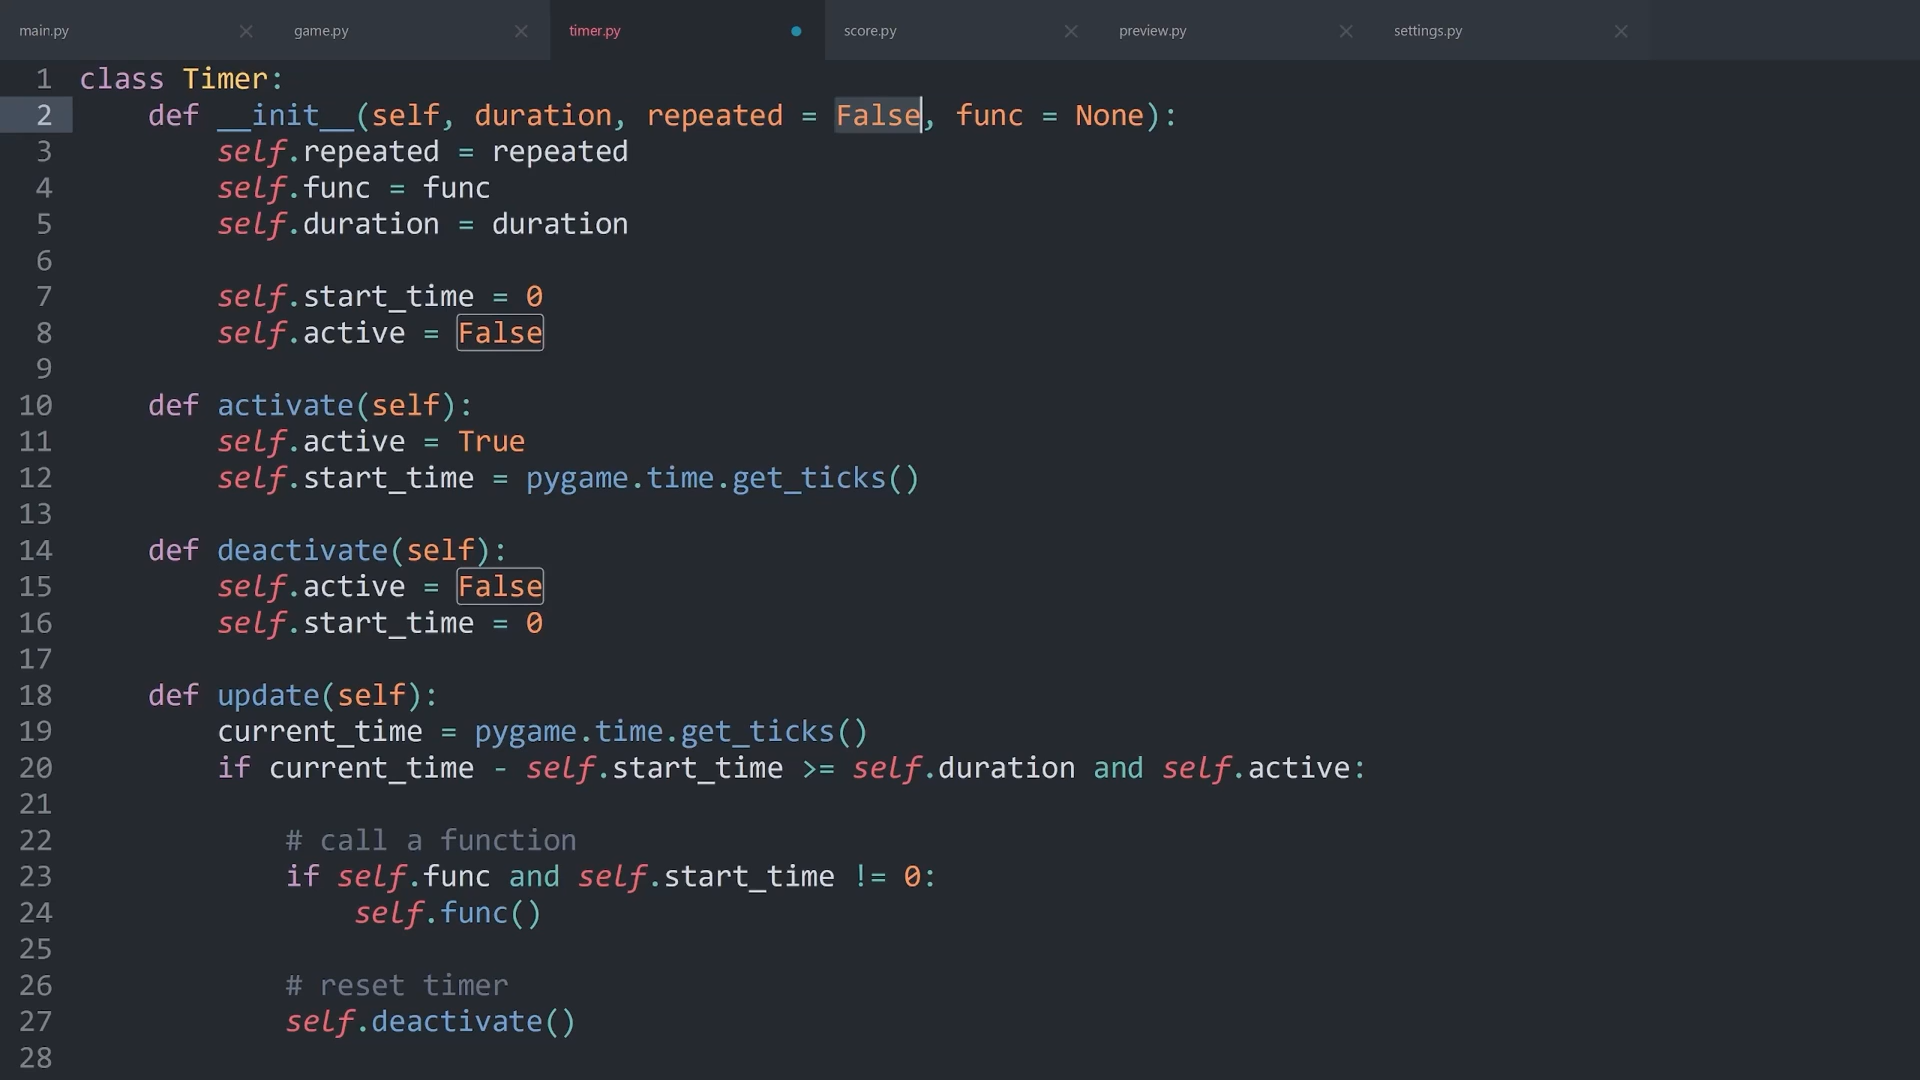 main.py
game.py
timer.py
score.py
preview.py
settings.py
1 class Timer:
2     def __init__(self, duration, repeated = False, func = None):
3         self.repeated = repeated
4         self.func = func
5         self.duration = duration
6
7         self.start_time = 0
8         self.active = False
9
10     def activate(self):
11         self.active = True
12         self.start_time = pygame.time.get_ticks()
13
14     def deactivate(self):
15         self.active = False
16         self.start_time = 0
17
18     def update(self):
19         current_time = pygame.time.get_ticks()
20         if current_time - self.start_time >= self.duration and self.active:
21
22             # call a function
23             if self.func and self.start_time != 0:
24                 self.func()
25
26             # reset timer
27             self.deactivate()
28